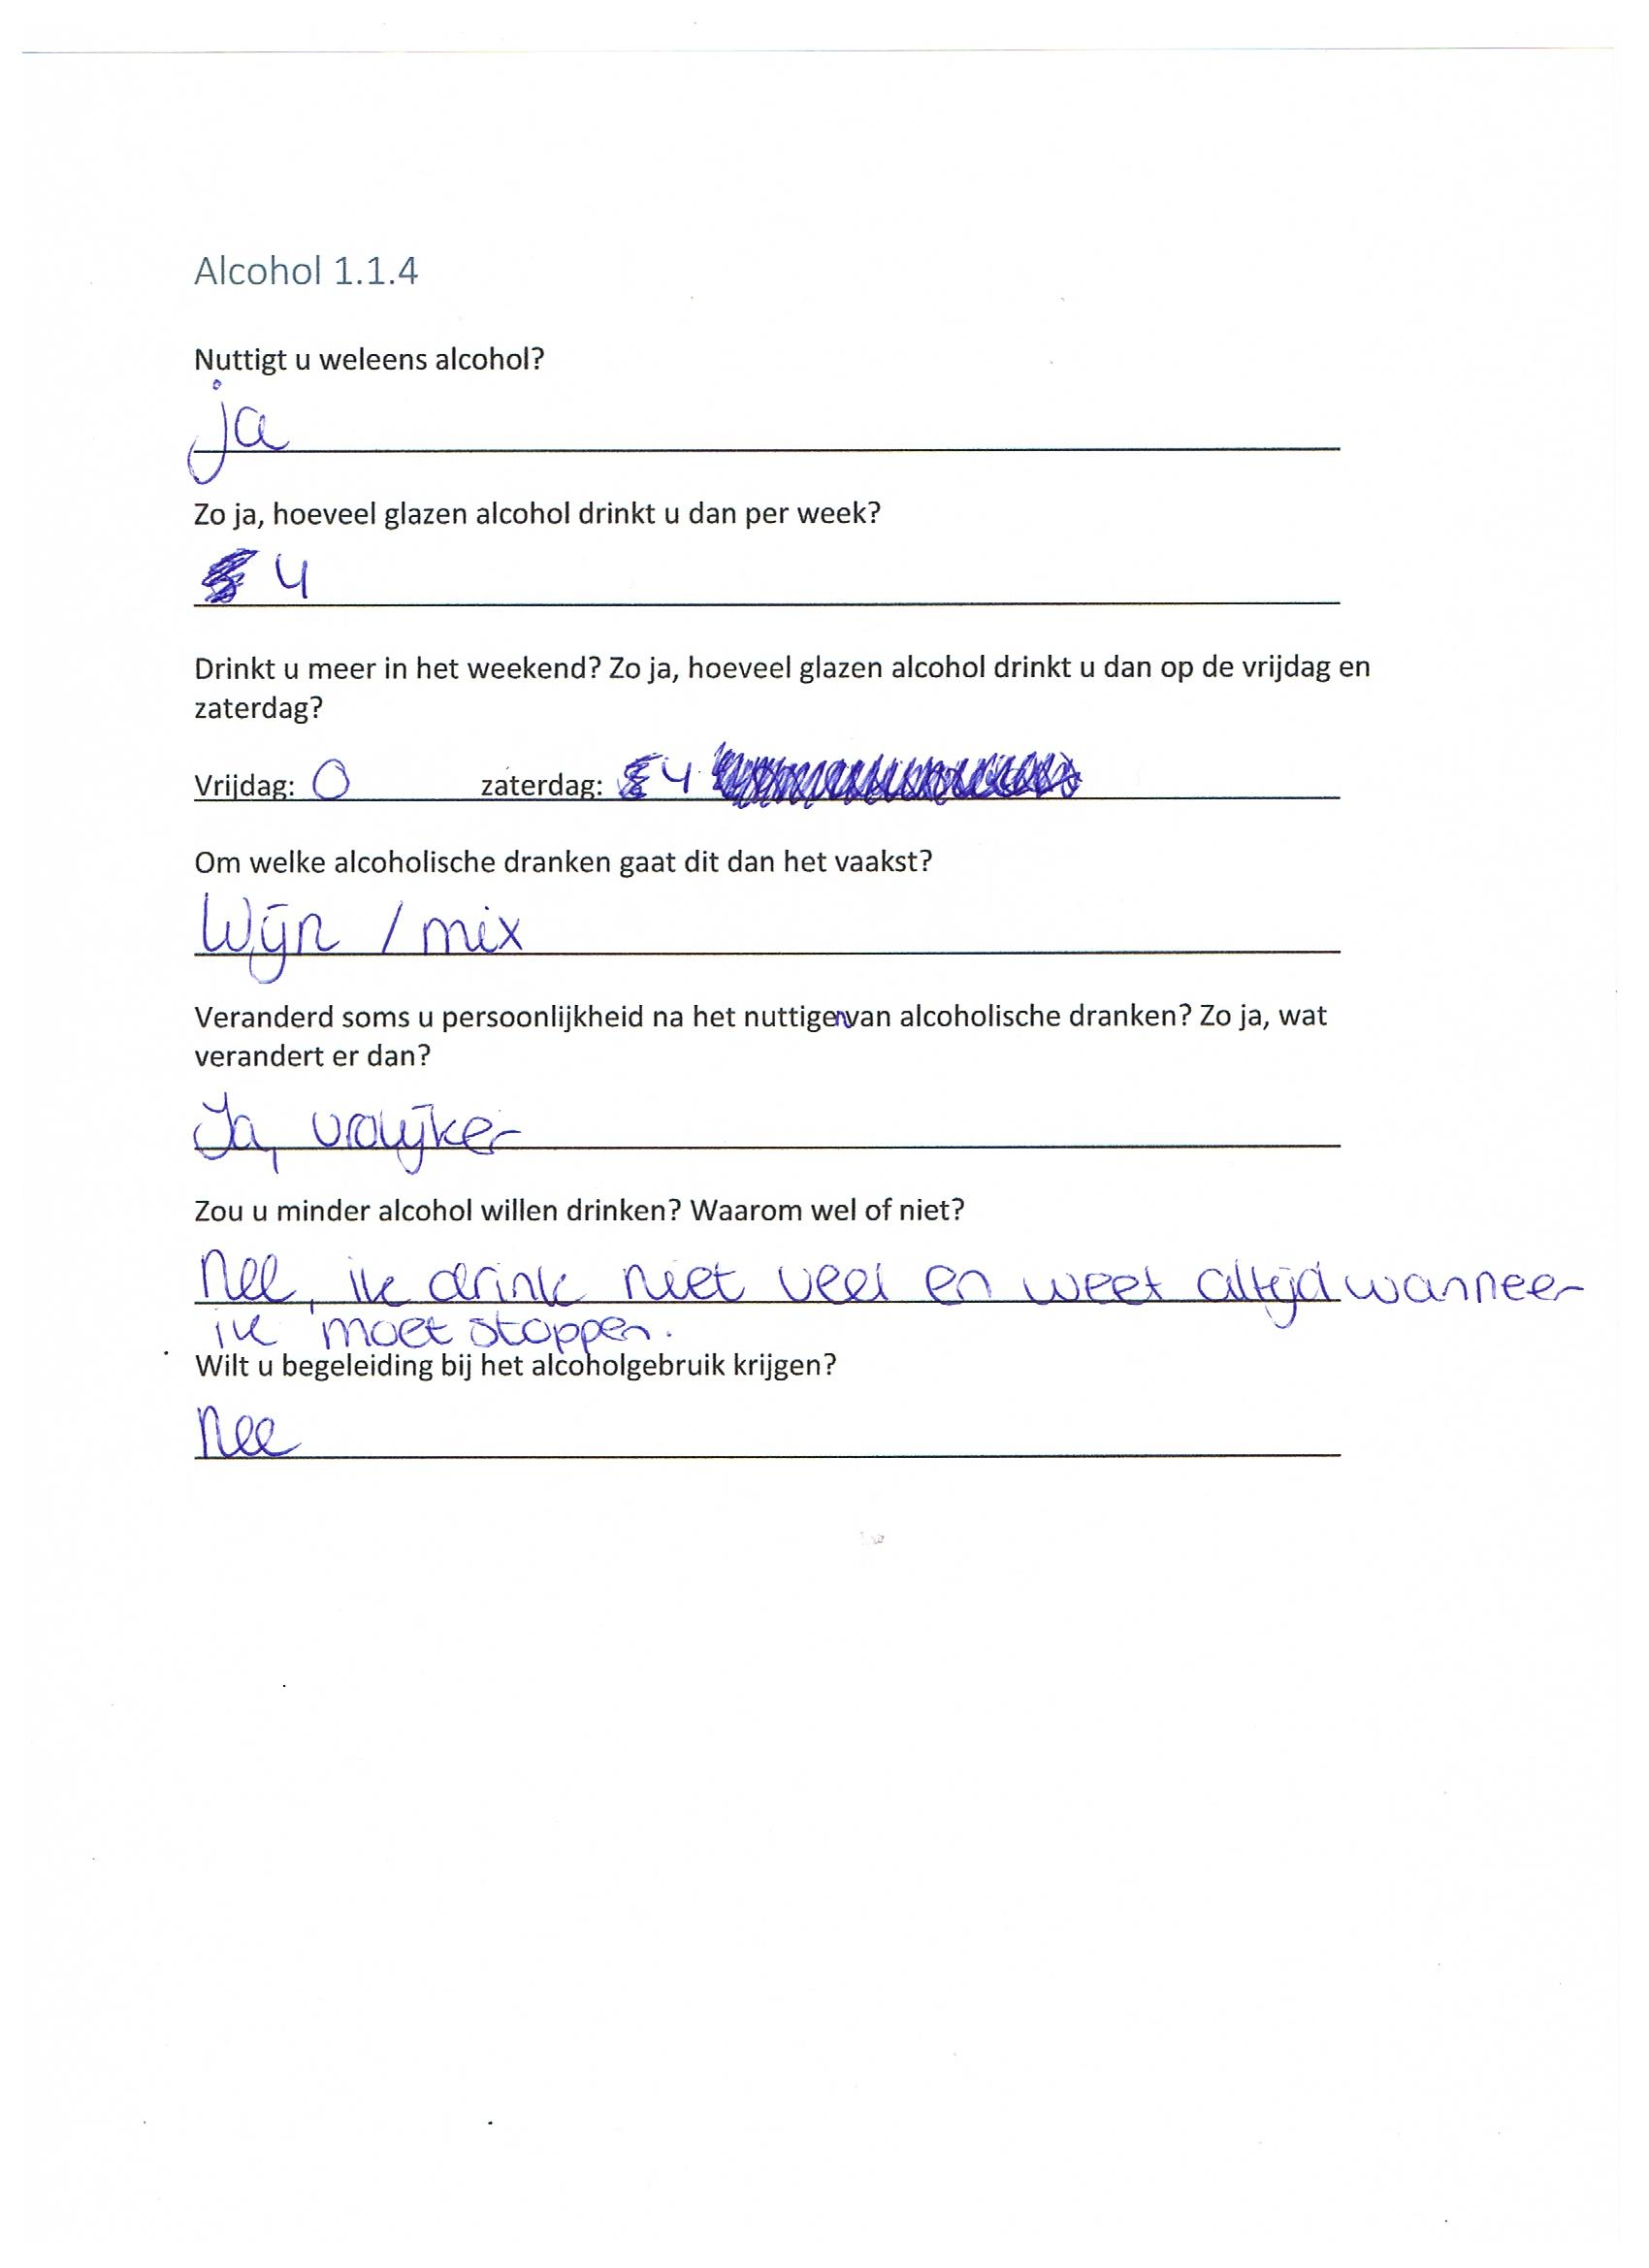 Alcohol 1.1.4
Nuttigt u weleens alcohol?
ja
Zo ja, hoeveel glazen alcohol drinkt u dan per week?
4
Drinkt u meer in het weekend? Zo ja, hoeveel glazen alcohol drinkt u dan op de vrijdag en
zaterdag?
Vrijdag: 0 zaterdag: 4
Om welke alcoholische dranken gaat dit dan het vaakst?
Wijn / mix
Veranderd soms u persoonlijkheid na het nuttigen van alcoholische dranken? Zo ja, wat
verandert er dan?
Ja, vrolijker
Zou u minder alcohol willen drinken? Waarom wel of niet?
Nee, ik drink niet veel en weet altijd wanneer
ik moet stoppen.
Wilt u begeleiding bij het alcoholgebruik krijgen?
Nee